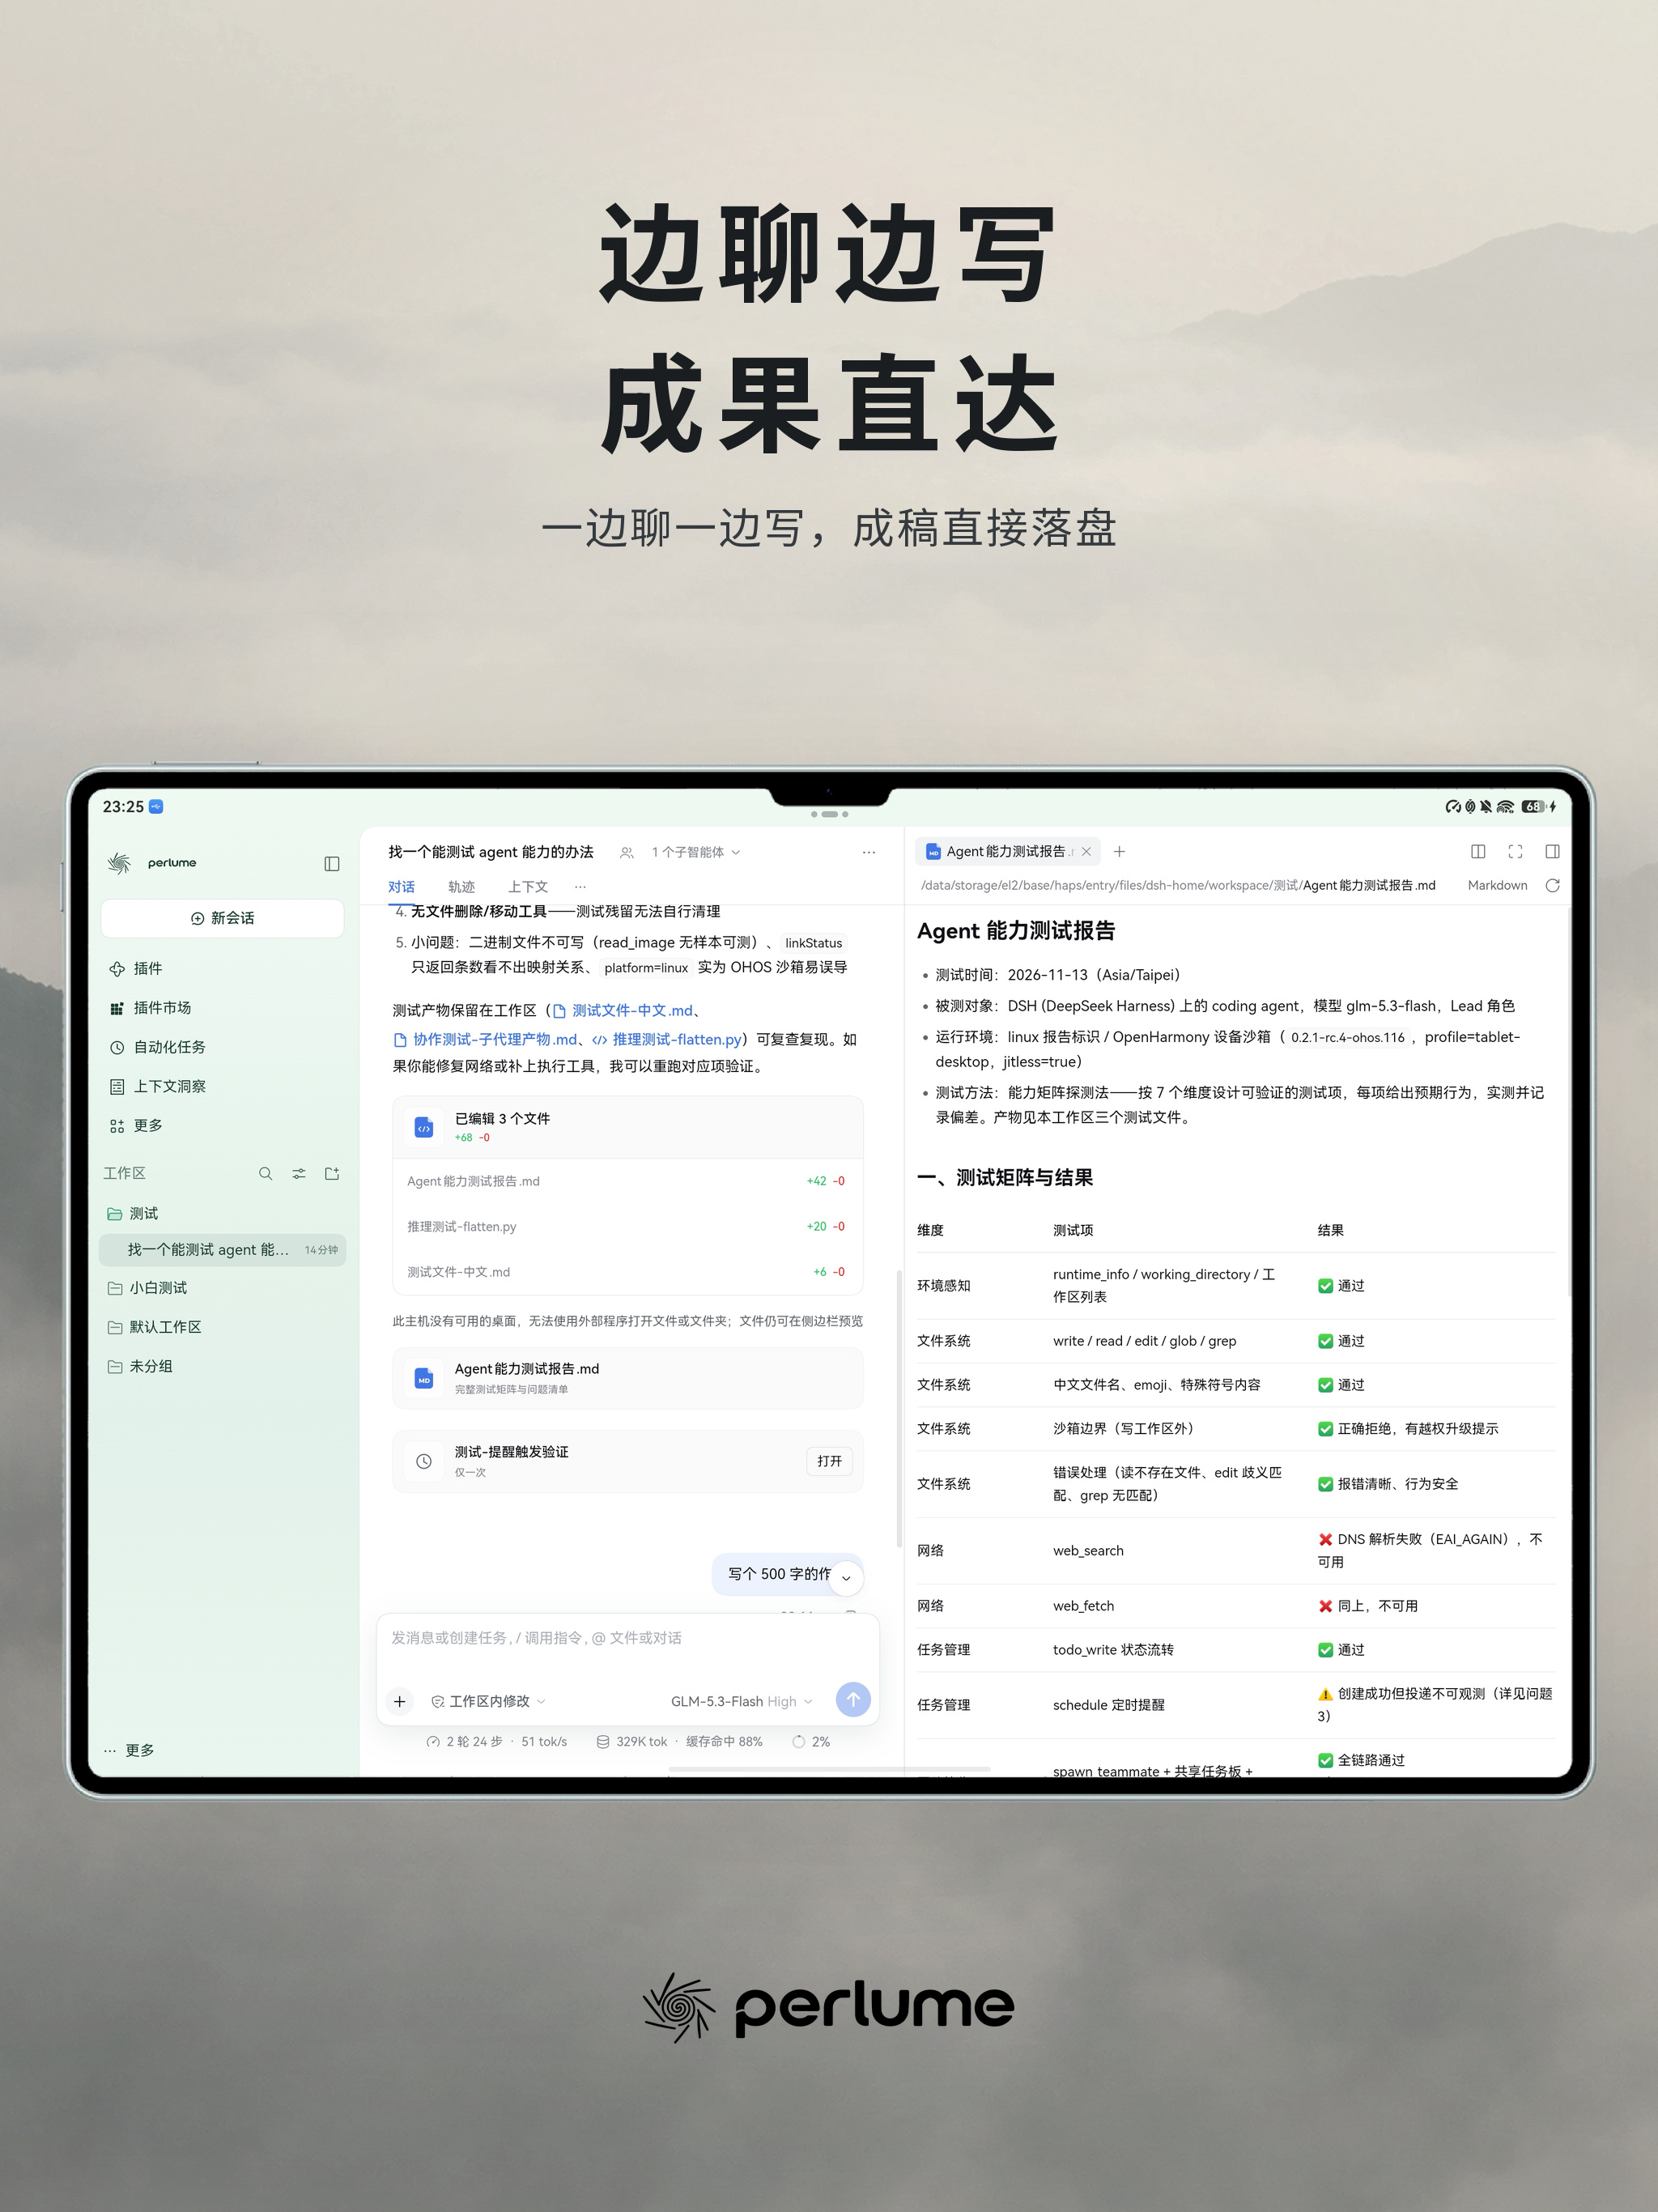 边聊边写
成果直达
一边聊一边写，成稿直接落盘
23:25
68
perlume
新会话
插件
插件市场
自动化任务
上下文洞察
更多
工作区
测试
找一个能测试 agent 能... 14分钟
小白测试
默认工作区
未分组
... 更多
找一个能测试 agent 能力的办法 1 个子智能体 ...
对话 轨迹 上下文 ...
4. 无文件删除/移动工具——测试残留无法自行清理
5. 小问题：二进制文件不可写（read_image 无样本可测）、 linkStatus
只返回条数看不出映射关系、 platform=linux 实为 OHOS 沙箱易误导
测试产物保留在工作区（ 测试文件-中文.md、
协作测试-子代理产物.md、 </> 推理测试-flatten.py）可复查复现。如
果你能修复网络或补上执行工具，我可以重跑对应项验证。
已编辑 3 个文件
+68 -0
Agent能力测试报告.md +42 -0
推理测试-flatten.py +20 -0
测试文件-中文.md +6 -0
此主机没有可用的桌面，无法使用外部程序打开文件或文件夹；文件仍可在侧边栏预览
MD
Agent能力测试报告.md
完整测试矩阵与问题清单
测试-提醒触发验证
仅一次
打开
写个 500 字的作
发消息或创建任务, / 调用指令, @ 文件或对话
工作区内修改 GLM-5.3-Flash High
2 轮 24 步 · 51 tok/s 329K tok · 缓存命中 88% 2%
MD Agent能力测试报告
/data/storage/el2/base/haps/entry/files/dsh-home/workspace/测试/Agent能力测试报告.md Markdown
Agent 能力测试报告
• 测试时间：2026-11-13（Asia/Taipei）
• 被测对象：DSH (DeepSeek Harness) 上的 coding agent，模型 glm-5.3-flash，Lead 角色
• 运行环境：linux 报告标识 / OpenHarmony 设备沙箱（ 0.2.1-rc.4-ohos.116 ，profile=tablet-
desktop，jitless=true）
• 测试方法：能力矩阵探测法——按 7 个维度设计可验证的测试项，每项给出预期行为，实测并记
录偏差。产物见本工作区三个测试文件。
一、测试矩阵与结果
维度 测试项 结果
环境感知 runtime_info / working_directory / 工
作区列表 ✅ 通过
文件系统 write / read / edit / glob / grep ✅ 通过
文件系统 中文文件名、emoji、特殊符号内容 ✅ 通过
文件系统 沙箱边界（写工作区外） ✅ 正确拒绝，有越权升级提示
文件系统 错误处理（读不存在文件、edit 歧义匹
配、grep 无匹配） ✅ 报错清晰、行为安全
网络 web_search ❌ DNS 解析失败（EAI_AGAIN），不
可用
网络 web_fetch ❌ 同上，不可用
任务管理 todo_write 状态流转 ✅ 通过
任务管理 schedule 定时提醒 ⚠️ 创建成功但投递不可观测（详见问题
3）
spawn_teammate + 共享任务板 + ✅ 全链路通过
perlume